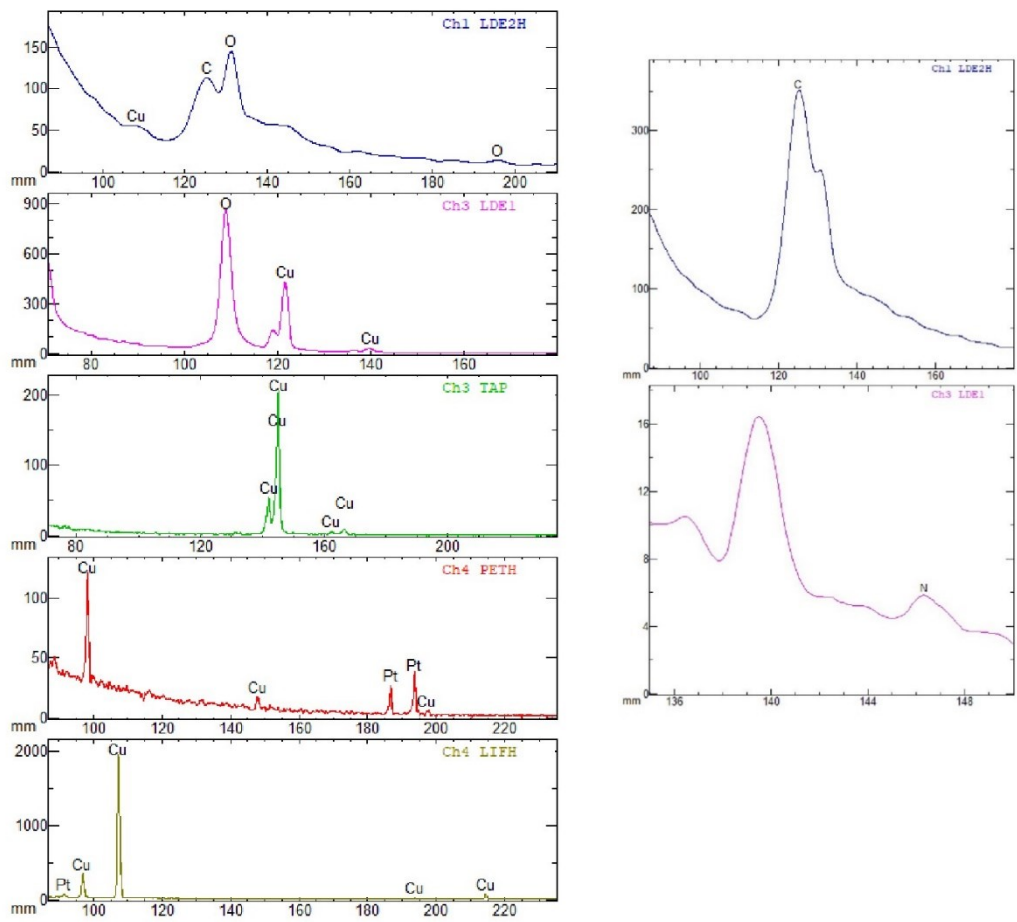 Ch1 LDE2H
150
100
50
0
Cu
C
O
O
mm
100
120
140
160
180
200
Ch3 LDE1
900
600
300
0
O
Cu
Cu
mm
80
100
120
140
160
Ch3 TAP
200
100
0
Cu
Cu
Cu
Cu
Cu
mm
80
120
160
200
Ch4 PETH
100
50
0
Cu
Cu
Pt
Pt
Cu
mm
100
120
140
160
180
200
220
Ch4 LIFH
2000
1000
0
Pt
Cu
Cu
Cu
Cu
mm
100
120
140
160
180
200
220
Ch1 LDE2H
C
300
200
100
0
mm
100
120
140
160
Ch3 LDE1
16
12
8
4
0
N
mm
136
140
144
148